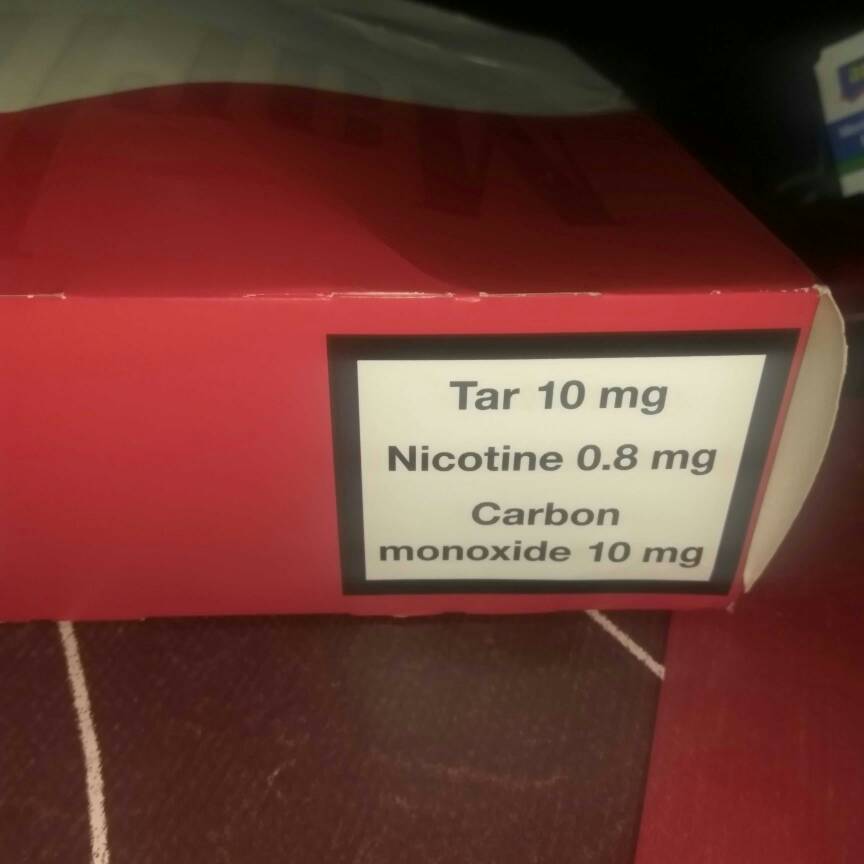 Tar 10 mg
Nicotine 0.8 mg
Carbon
monoxide 10 mg